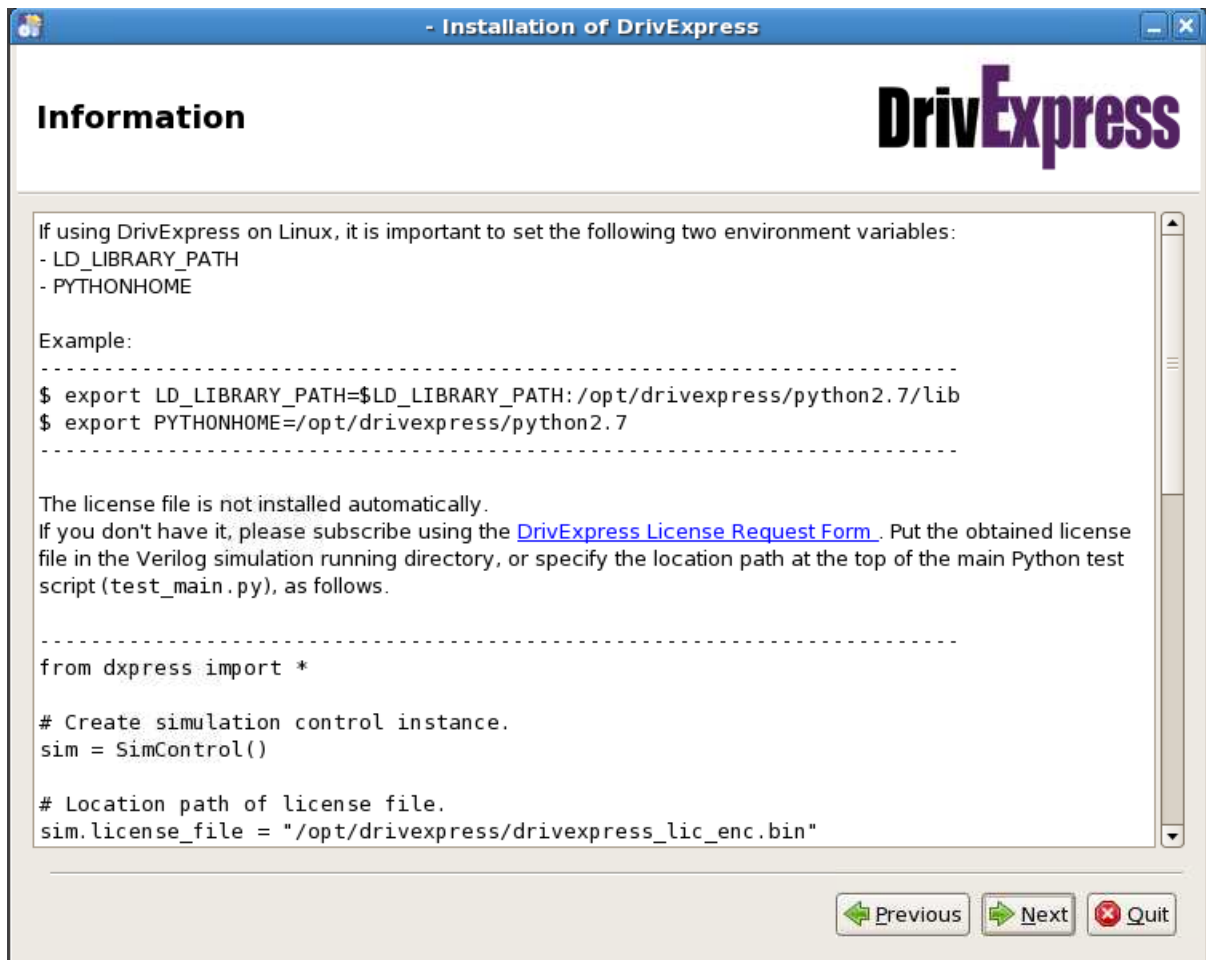 - Installation of DrivExpress
Information
DrivExpress
If using DrivExpress on Linux, it is important to set the following two environment variables:
- LD_LIBRARY_PATH
- PYTHONHOME
Example:
------------------------------------------------------------------------
$ export LD_LIBRARY_PATH=$LD_LIBRARY_PATH:/opt/drivexpress/python2.7/lib
$ export PYTHONHOME=/opt/drivexpress/python2.7
------------------------------------------------------------------------
The license file is not installed automatically.
If you don't have it, please subscribe using the DrivExpress License Request Form . Put the obtained license
file in the Verilog simulation running directory, or specify the location path at the top of the main Python test
script (test_main.py), as follows.
------------------------------------------------------------------------
from dxpress import *
# Create simulation control instance.
sim = SimControl()
# Location path of license file.
sim.license_file = "/opt/drivexpress/drivexpress_lic_enc.bin"
Previous Next Quit